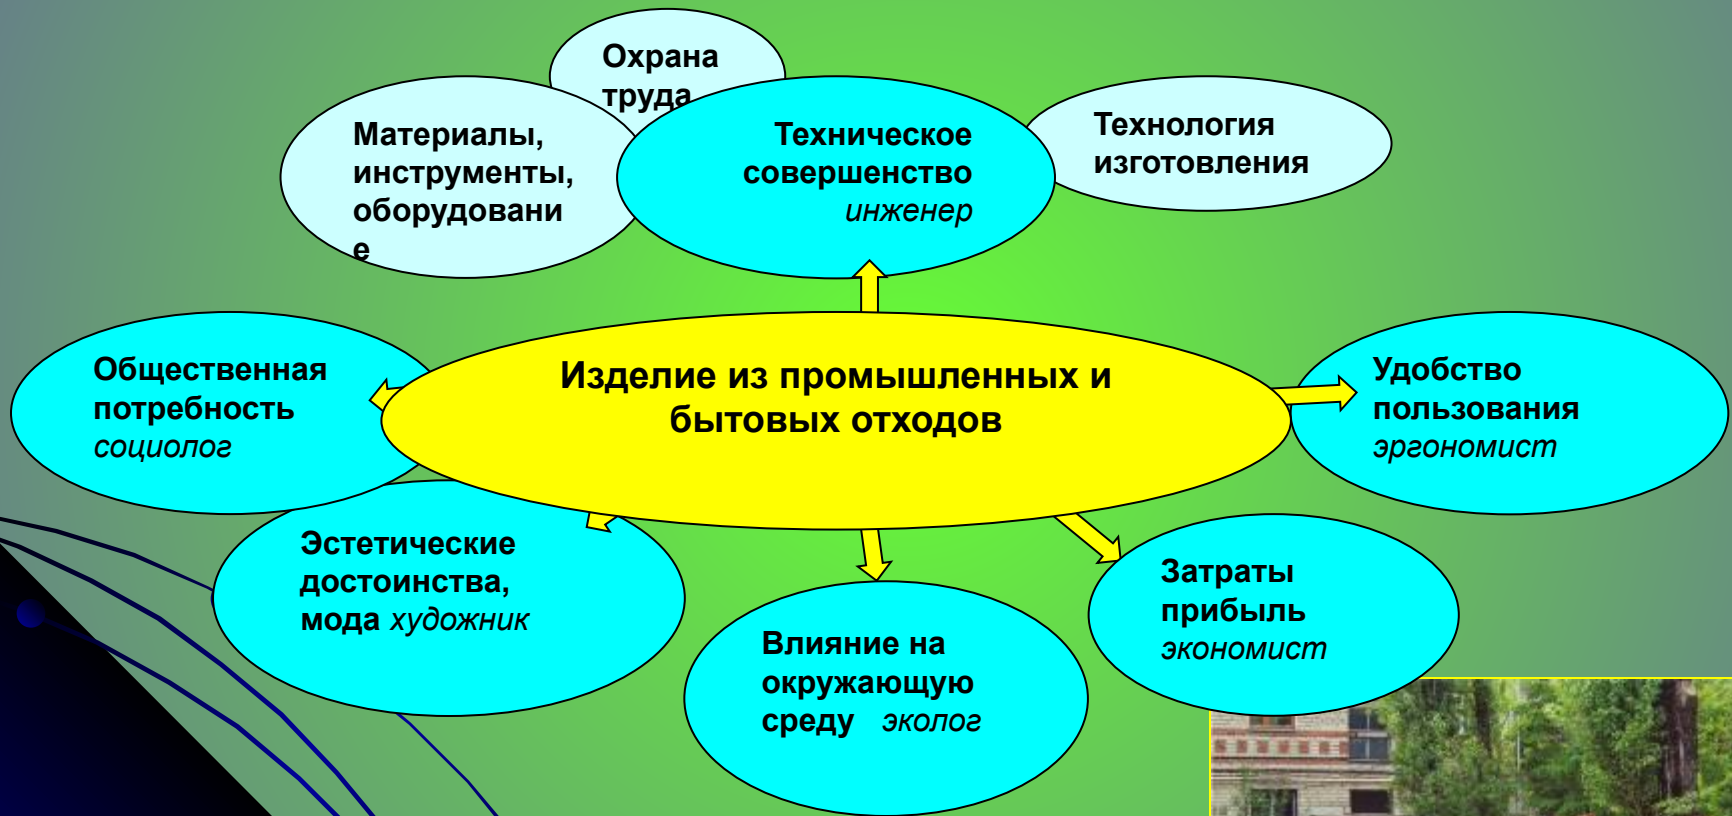 Охрана
труда
Материалы,
инструменты,
оборудовани
е
Техническое
совершенство
инженер
Технология
изготовления
Общественная
потребность
социолог
Изделие из промышленных и
бытовых отходов
Удобство
пользования
эргономист
Эстетические
достоинства,
мода художник
Влияние на
окружающую
среду эколог
Затраты
прибыль
экономист